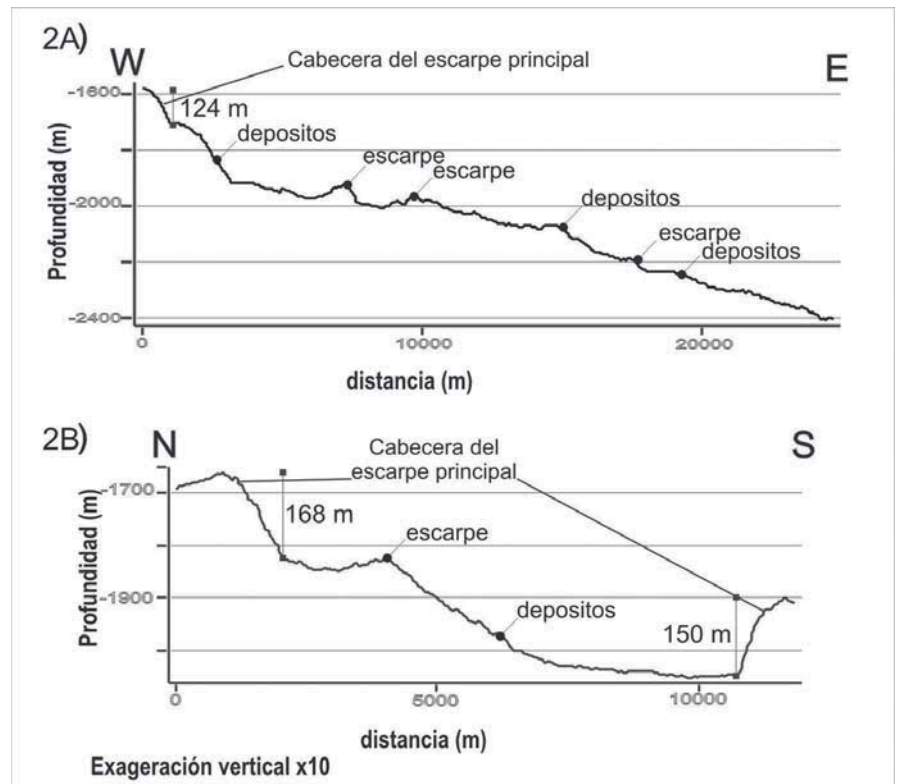 2A)
W
E
Cabecera del escarpe principal
-1600
124 m
depositos
escarpe
escarpe
depositos
escarpe
depositos
-2000
-2400
Profundidad (m)
0
10000
20000
distancia (m)
2B)
N
S
Cabecera del
escarpe principal
-1700
168 m
escarpe
-1900
depositos
150 m
Profundidad (m)
0
5000
10000
distancia (m)
Exageración vertical x10